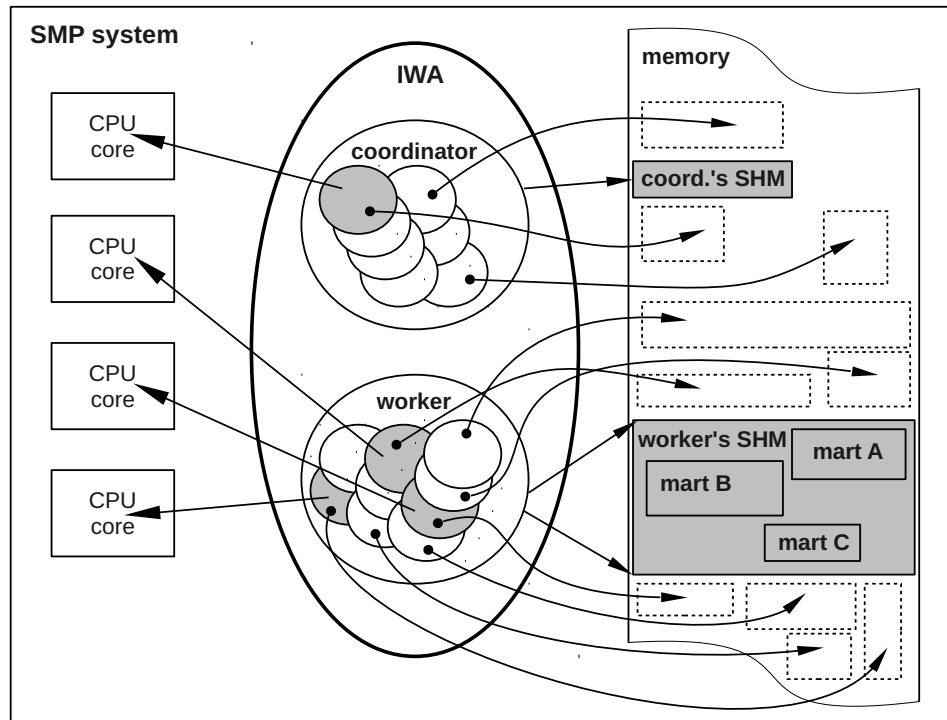 SMP system
IWA
memory
CPU
core
coordinator
coord.'s SHM
CPU
core
CPU
core
worker
worker's SHM
mart A
mart B
CPU
core
mart C